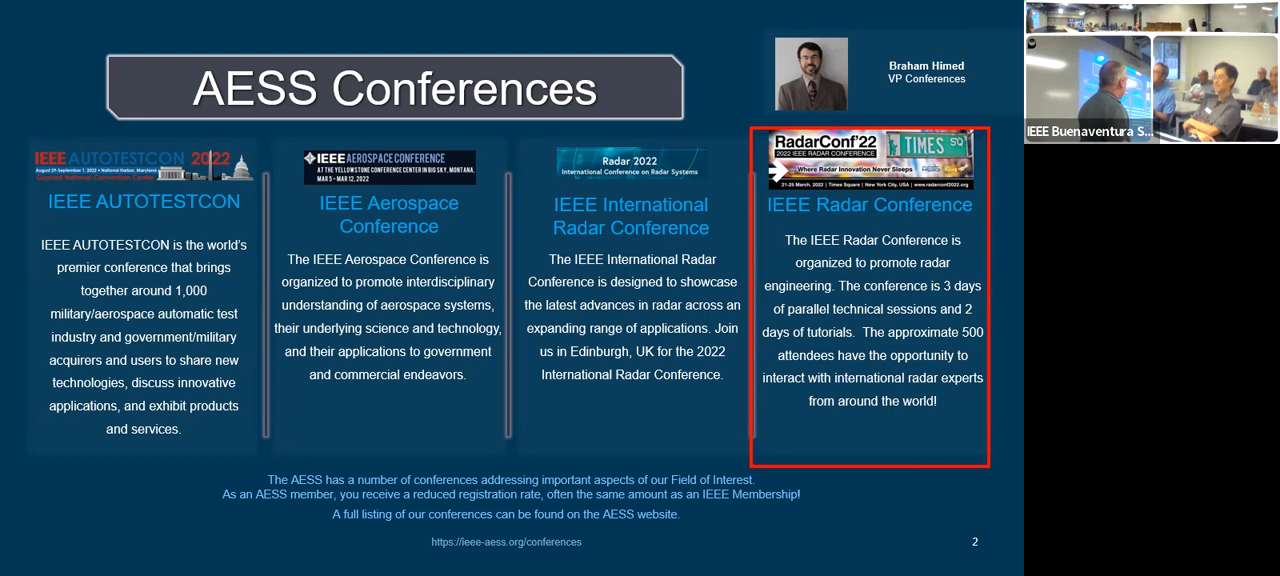 AESS Conferences
Braham Himed
VP Conferences
IEEE AUTOTESTCON 2022
August 29-September 1, 2022 • National Harbor, Maryland
Gaylord National Convention Center
IEEE AUTOTESTCON
IEEE AUTOTESTCON is the world's
premier conference that brings
together around 1,000
military/aerospace automatic test
industry and government/military
acquirers and users to share new
technologies, discuss innovative
applications, and exhibit products
and services.
IEEE AEROSPACE CONFERENCE
AT THE YELLOWSTONE CONFERENCE CENTER IN BIG SKY, MONTANA,
MAR 5 - MAR 12, 2022
IEEE Aerospace
Conference
The IEEE Aerospace Conference is
organized to promote interdisciplinary
understanding of aerospace systems,
their underlying science and technology,
and their applications to government
and commercial endeavors.
Radar 2022
International Conference on Radar Systems
IEEE International
Radar Conference
The IEEE International Radar
Conference is designed to showcase
the latest advances in radar across an
expanding range of applications. Join
us in Edinburgh, UK for the 2022
International Radar Conference.
RadarConf'22
2022 IEEE RADAR CONFERENCE
TIMES SQ
Where Radar Innovation Never Sleeps
21-25 March, 2022 | Times Square | New York City, USA | www.radarconf2022.org
IEEE Radar Conference
The IEEE Radar Conference is
organized to promote radar
engineering. The conference is 3 days
of parallel technical sessions and 2
days of tutorials. The approximate 500
attendees have the opportunity to
interact with international radar experts
from around the world!
The AESS has a number of conferences addressing important aspects of our Field of Interest.
As an AESS member, you receive a reduced registration rate, often the same amount as an IEEE Membership!
A full listing of our conferences can be found on the AESS website.
https://ieee-aess.org/conferences
2
IEEE Buenaventura S...